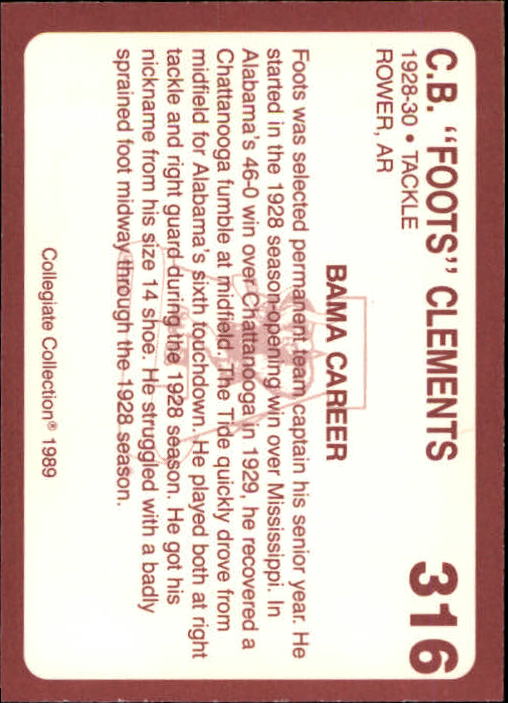 C.B. "FOOTS" CLEMENTS
316
1928-30 • TACKLE
ROWER, AR
BAMA CAREER
Foots was selected permanent team captain his senior year. He
started in the 1928 season-opening win over Mississippi. In
Alabama's 46-0 win over Chattanooga in 1929, he recovered a
Chattanooga fumble at midfield. The Tide quickly drove from
midfield for Alabama's sixth touchdown. He played both at right
tackle and right guard during the 1928 season. He got his
nickname from his size 14 shoe. He struggled with a badly
sprained foot midway through the 1928 season.
Collegiate Collection® 1989